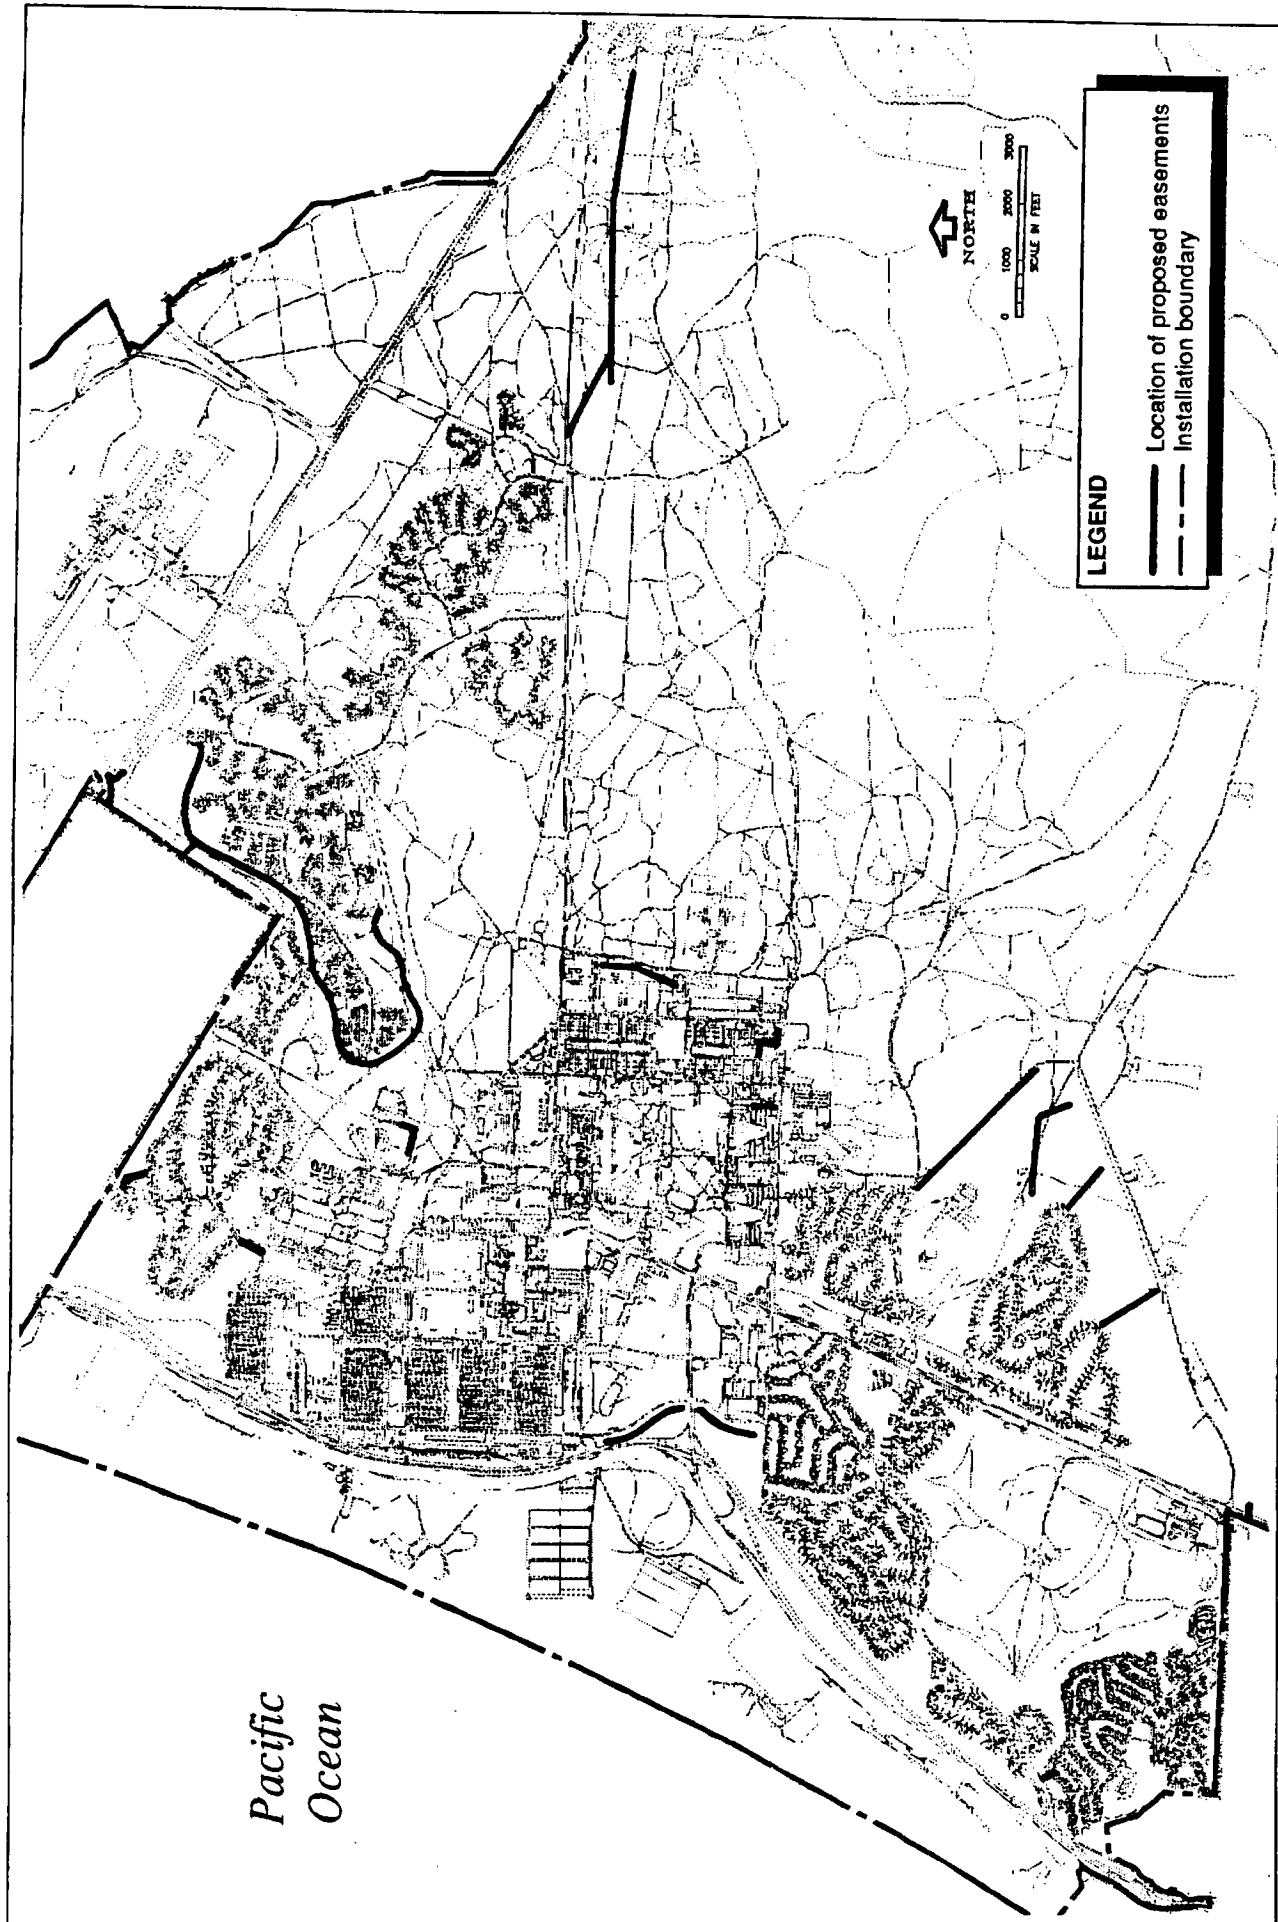 Pacific
Ocean
NORTH
0 1000 2000 3000
SCALE IN FEET
LEGEND
Location of proposed easements
Installation boundary